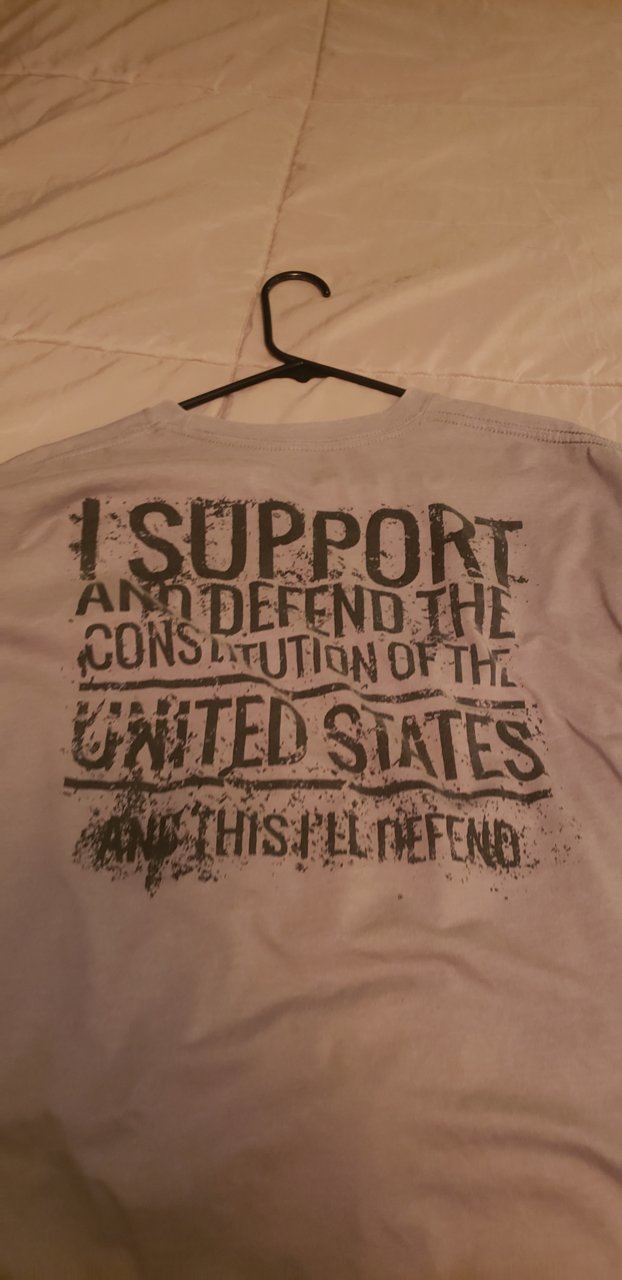 I SUPPORT
AND DEFEND THE
CONSTITUTION OF THE
UNITED STATES
AND THIS I'LL DEFEND